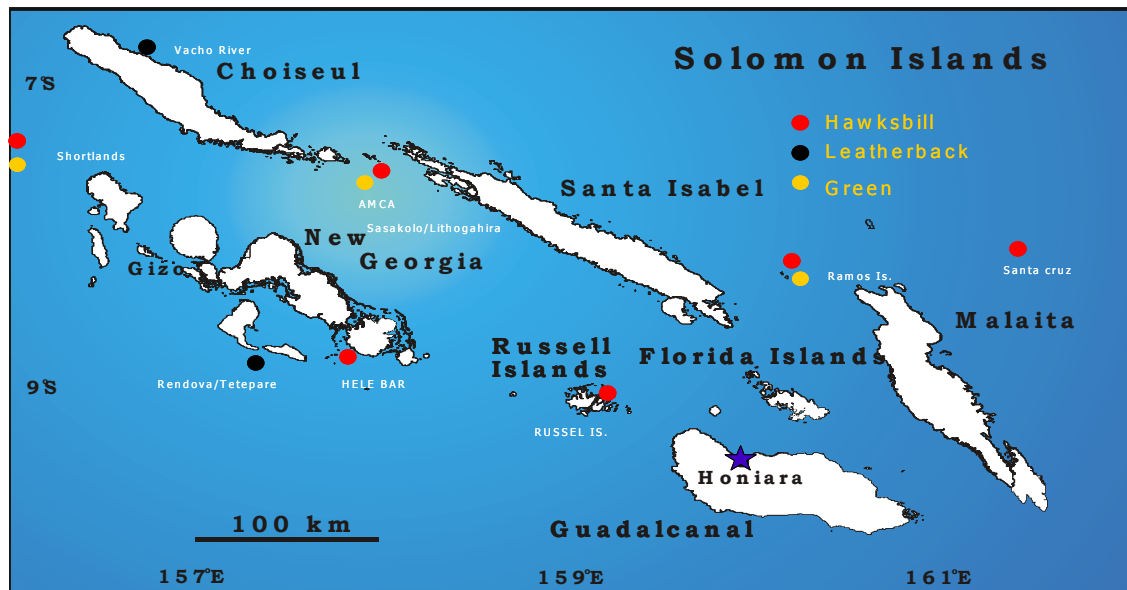 Solomon Islands
Vacho River
Choiseul
7°S
Hawksbill
Leatherback
Green
Shortlands
Santa Isabel
AMCA
Sasakolo/Lithogahira
New
Georgia
Gizo
Ramos Is.
Santa cruz
Malaita
Russell
Islands
Florida Islands
9°S
Rendova/Tetepare
HELE BAR
RUSSEL IS.
Honiara
Guadalcanal
100 km
157°E
159°E
161°E